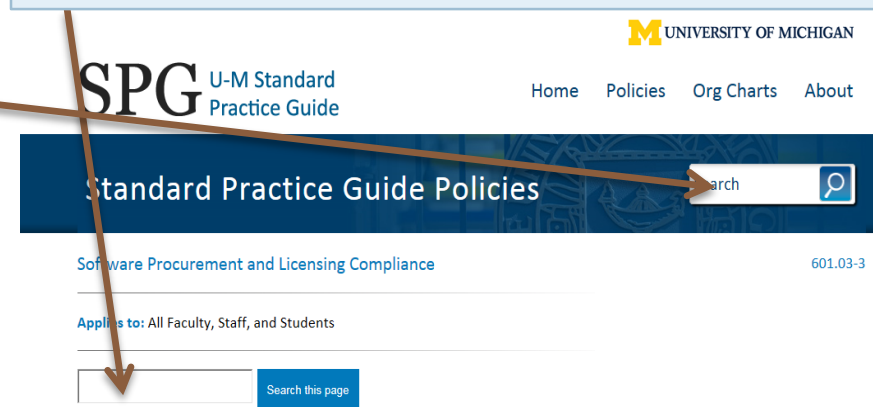 M UNIVERSITY OF MICHIGAN
SPG U-M Standard
Practice Guide
Home Policies Org Charts About
Standard Practice Guide Policies
Software Procurement and Licensing Compliance
601.03-3
Applies to: All Faculty, Staff, and Students
Search this page